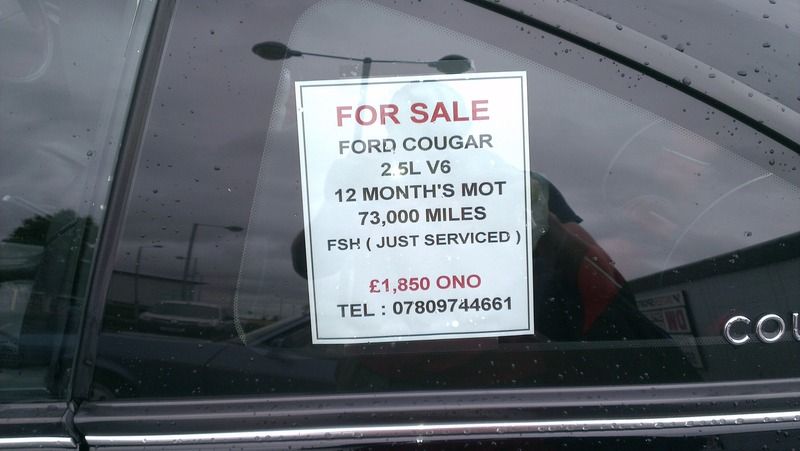 FOR SALE
FORD COUGAR
2.5L V6
12 MONTH'S MOT
73,000 MILES
FSH ( JUST SERVICED )
£1,850 ONO
TEL : 07809744661
COU